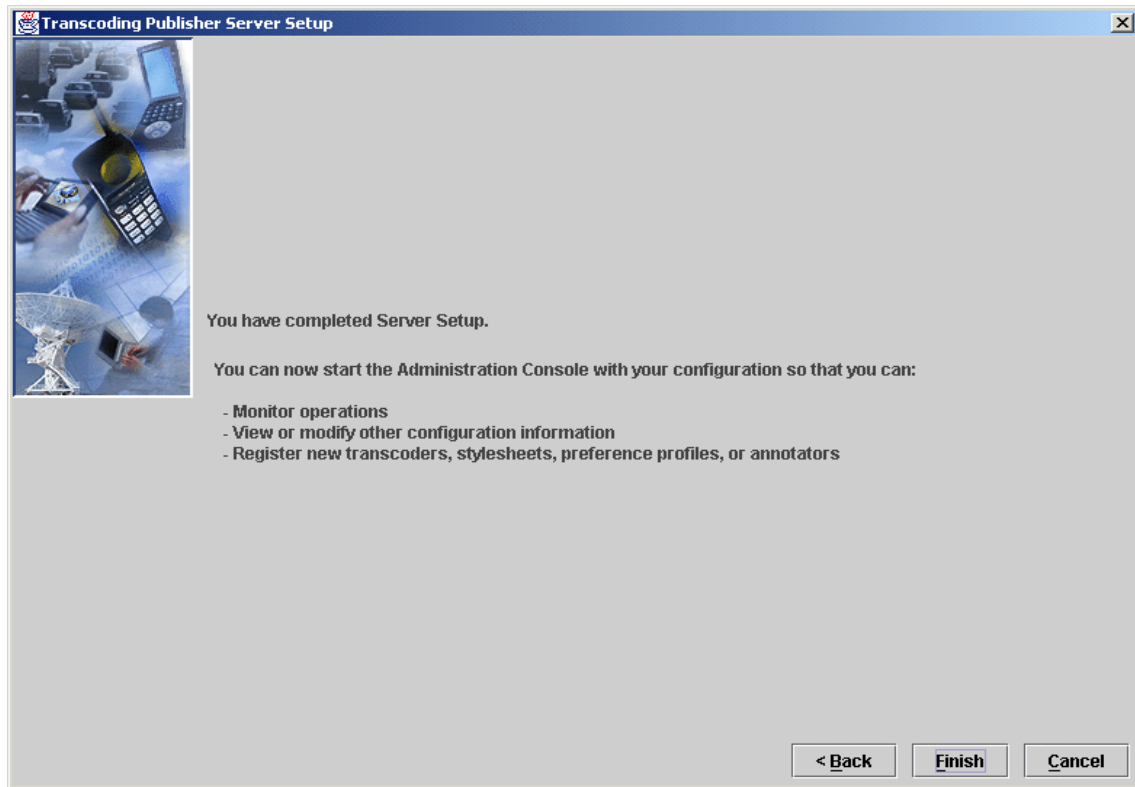 Transcoding Publisher Server Setup
You have completed Server Setup.
You can now start the Administration Console with your configuration so that you can:
- Monitor operations
- View or modify other configuration information
- Register new transcoders, stylesheets, preference profiles, or annotators
< Back
Finish
Cancel